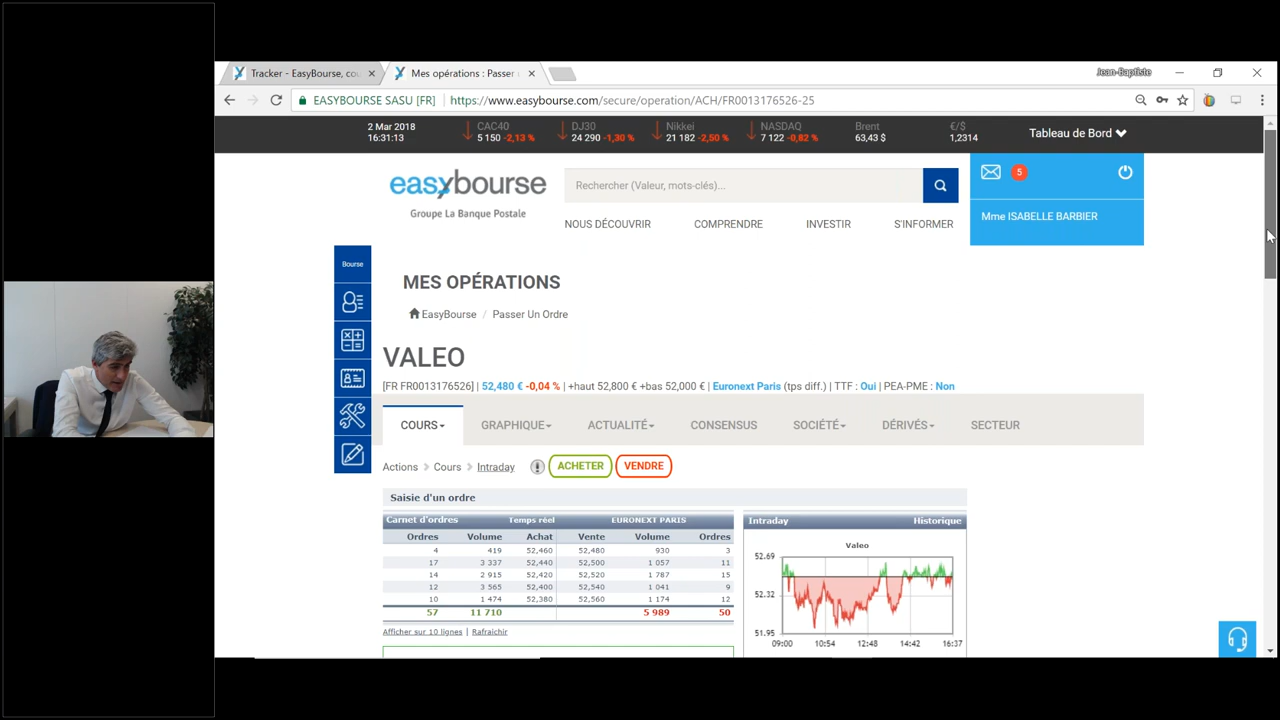 Tracker - EasyBourse, cou
Mes opérations : Passer
Jean-Baptiste
EASYBOURSE SASU [FR]
https://www.easybourse.com/secure/operation/ACH/FR0013176526-25
2 Mar 2018
16:31:13
CAC40
5 150 -2,13 %
DJ30
24 290 -1,30 %
Nikkei
21 182 -2,50 %
NASDAQ
7 122 -0,82 %
Brent
63,43 $
€/$
1,2314
Tableau de Bord
easybourse
Groupe La Banque Postale
Rechercher (Valeur, mots-clés)...
5
Mme ISABELLE BARBIER
NOUS DÉCOUVRIR COMPRENDRE INVESTIR S'INFORMER
Bourse
MES OPÉRATIONS
EasyBourse / Passer Un Ordre
VALEO
[FR FR0013176526] | 52,480 € -0,04 % | +haut 52,800 € +bas 52,000 € | Euronext Paris (tps diff.) | TTF : Oui | PEA-PME : Non
COURS GRAPHIQUE ACTUALITÉ CONSENSUS SOCIÉTÉ DÉRIVÉS SECTEUR
Actions > Cours > Intraday ACHETER VENDRE
Saisie d'un ordre
Carnet d'ordres Temps réel EURONEXT PARIS
Ordres Volume Achat Vente Volume Ordres
4 419 52,460 52,480 930 3
17 3 337 52,440 52,500 1 057 11
14 2 915 52,420 52,520 1 787 15
12 3 565 52,400 52,540 1 041 9
10 1 474 52,380 52,560 1 174 12
57 11 710 5 989 50
Afficher sur 10 lignes | Rafraichir
Intraday Historique
Valeo
52.69
52.32
51.95
09:00 10:54 12:48 14:42 16:37